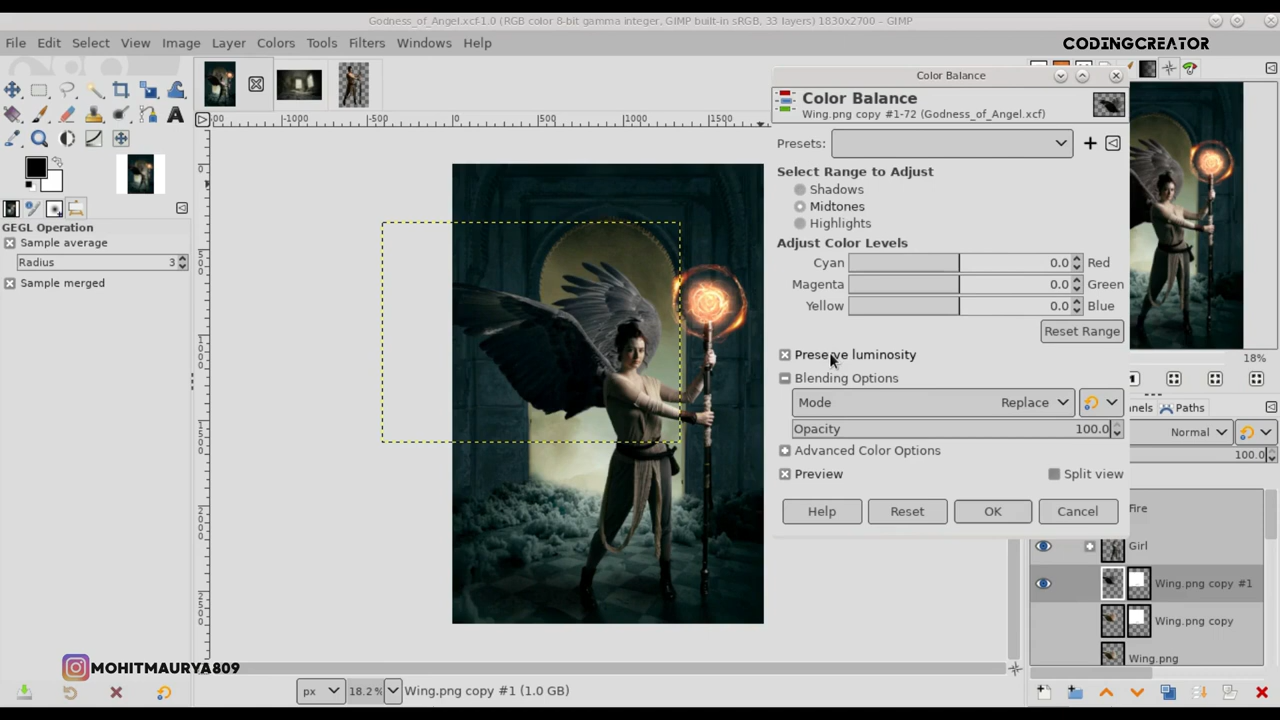 Godness_of_Angel.xcf-1.0 (RGB color 8-bit gamma integer, GIMP built-in sRGB, 33 layers) 1830x2700 – GIMP
File Edit Select View Image Layer Colors Tools Filters Windows Help
CODINGCREATOR
Color Balance
Color Balance
Wing.png copy #1-72 (Godness_of_Angel.xcf)
-1000 -500 0 500 1000 1500
Presets:
Select Range to Adjust
Shadows
Midtones
Highlights
Adjust Color Levels
Cyan 0.0 Red
Magenta 0.0 Green
Yellow 0.0 Blue
Reset Range
Preserve luminosity
Blending Options
Mode Replace
Opacity 100.0
Advanced Color Options
Preview Split view
Help Reset OK Cancel
GEGL Operation
Sample average
Radius 3
Sample merged
18%
Paths
Normal
100.0
Fire
Girl
Wing.png copy #1
Wing.png copy
Wing.png
MOHITMAURYA809
px 18.2% Wing.png copy #1 (1.0 GB)